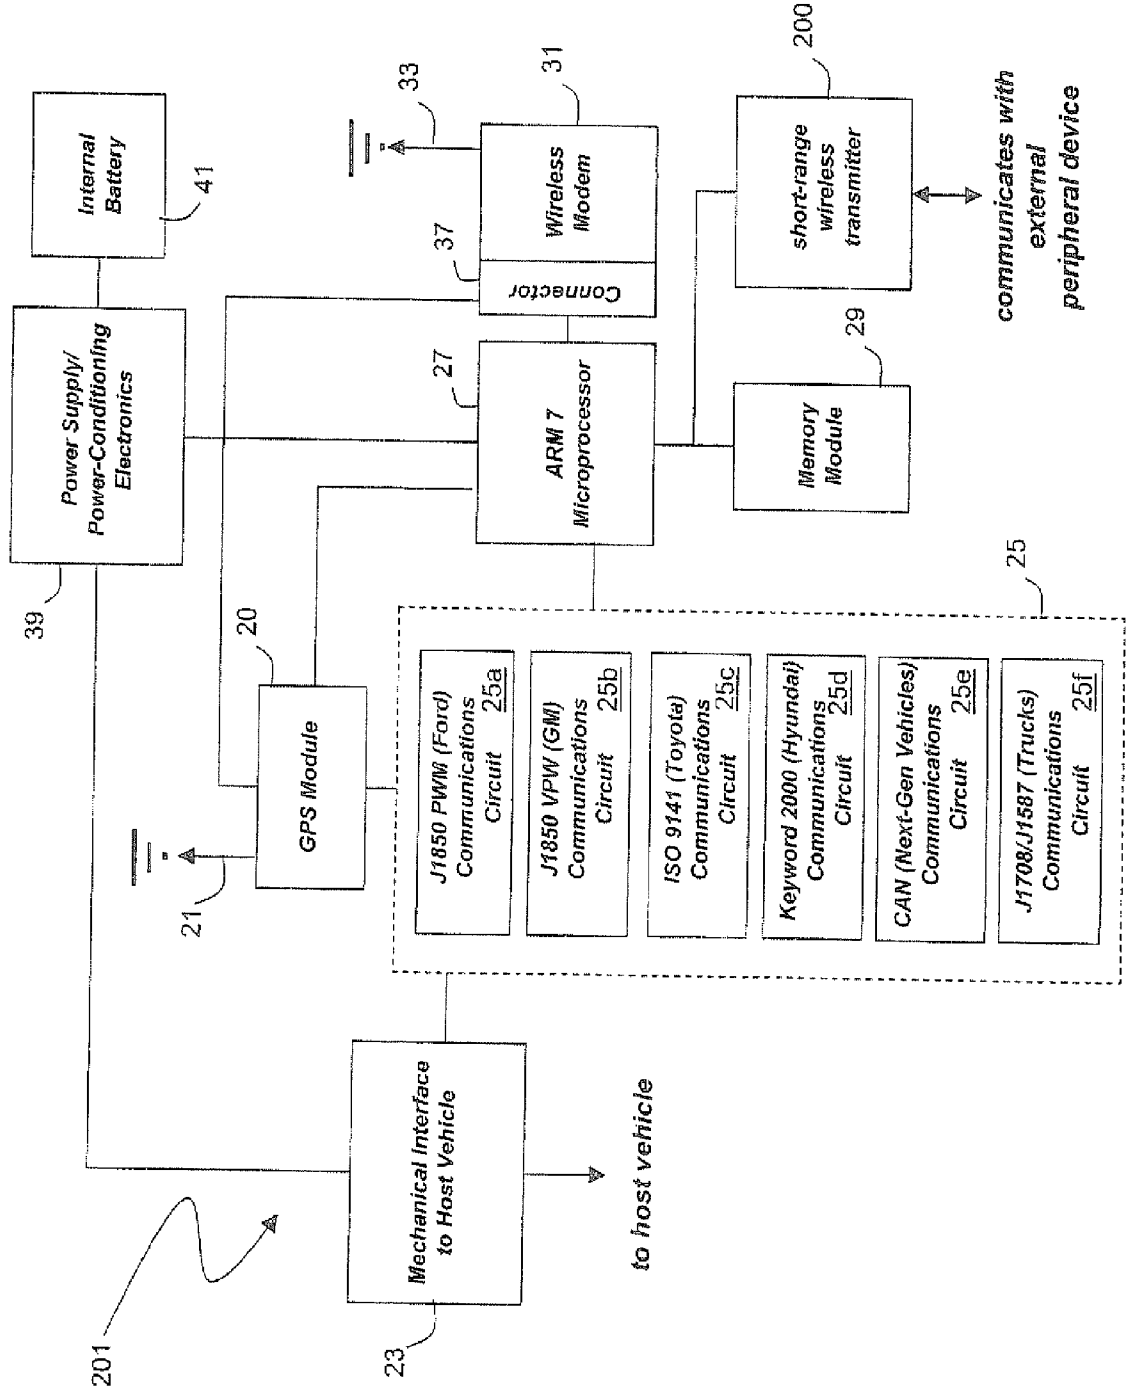 201
39
Power Supply/
Power-Conditioning
Electronics
Internal
Battery
41
21
20
GPS Module
27
37
33
ARM 7
Microprocessor
Connector
Wireless
Modem
31
23
Mechanical Interface
to Host Vehicle
to host vehicle
J1850 PWM (Ford)
Communications
Circuit 25a
J1850 VPW (GM)
Communications
Circuit 25b
ISO 9141 (Toyota)
Communications
Circuit 25c
Keyword 2000 (Hyundai)
Communications
Circuit 25d
CAN (Next-Gen Vehicles)
Communications
Circuit 25e
J1708/J1587 (Trucks)
Communications
Circuit 25f
25
Memory
Module
29
short-range
wireless
transmitter
200
communicates with
external
peripheral device